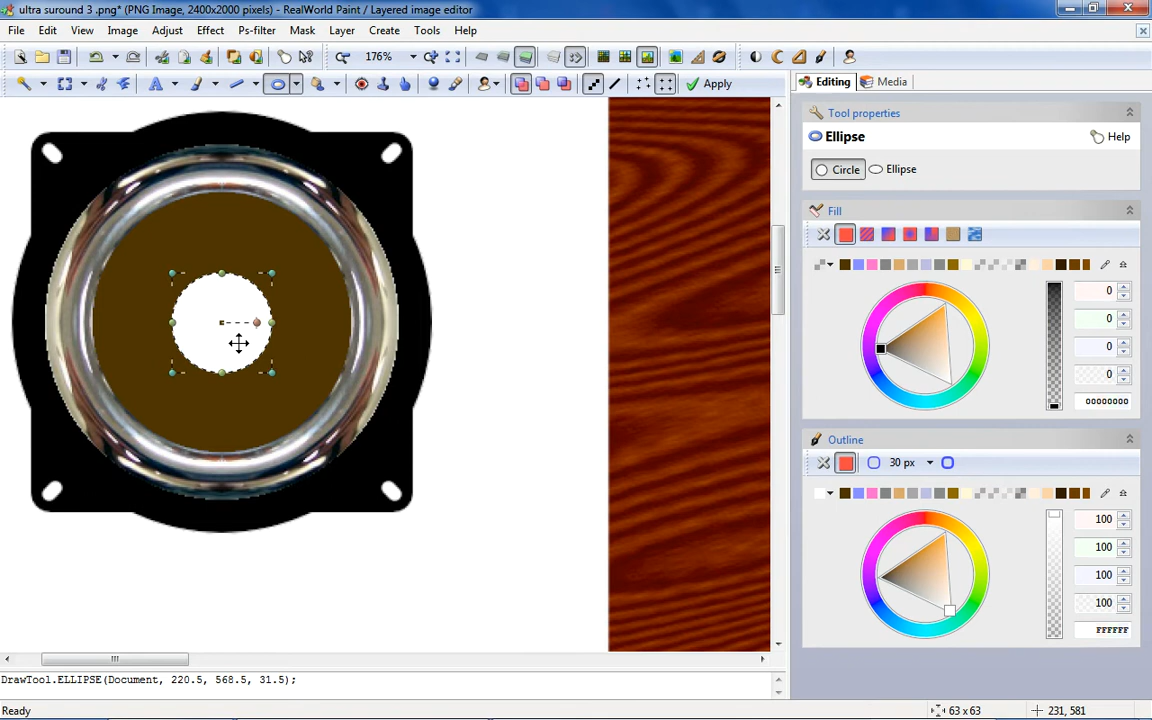 ultra suround 3 .png* (PNG Image, 2400x2000 pixels) - RealWorld Paint / Layered image editor
File Edit View Image Adjust Effect Ps-filter Mask Layer Create Tools Help
176%
Apply
Editing Media
Tool properties
Ellipse Help
Circle Ellipse
Fill
0
0
0
0
00000000
Outline
30 px
100
100
100
100
FFFFFF
DrawTool.ELLIPSE(Document, 220.5, 568.5, 31.5);
Ready 63 x 63 231, 581